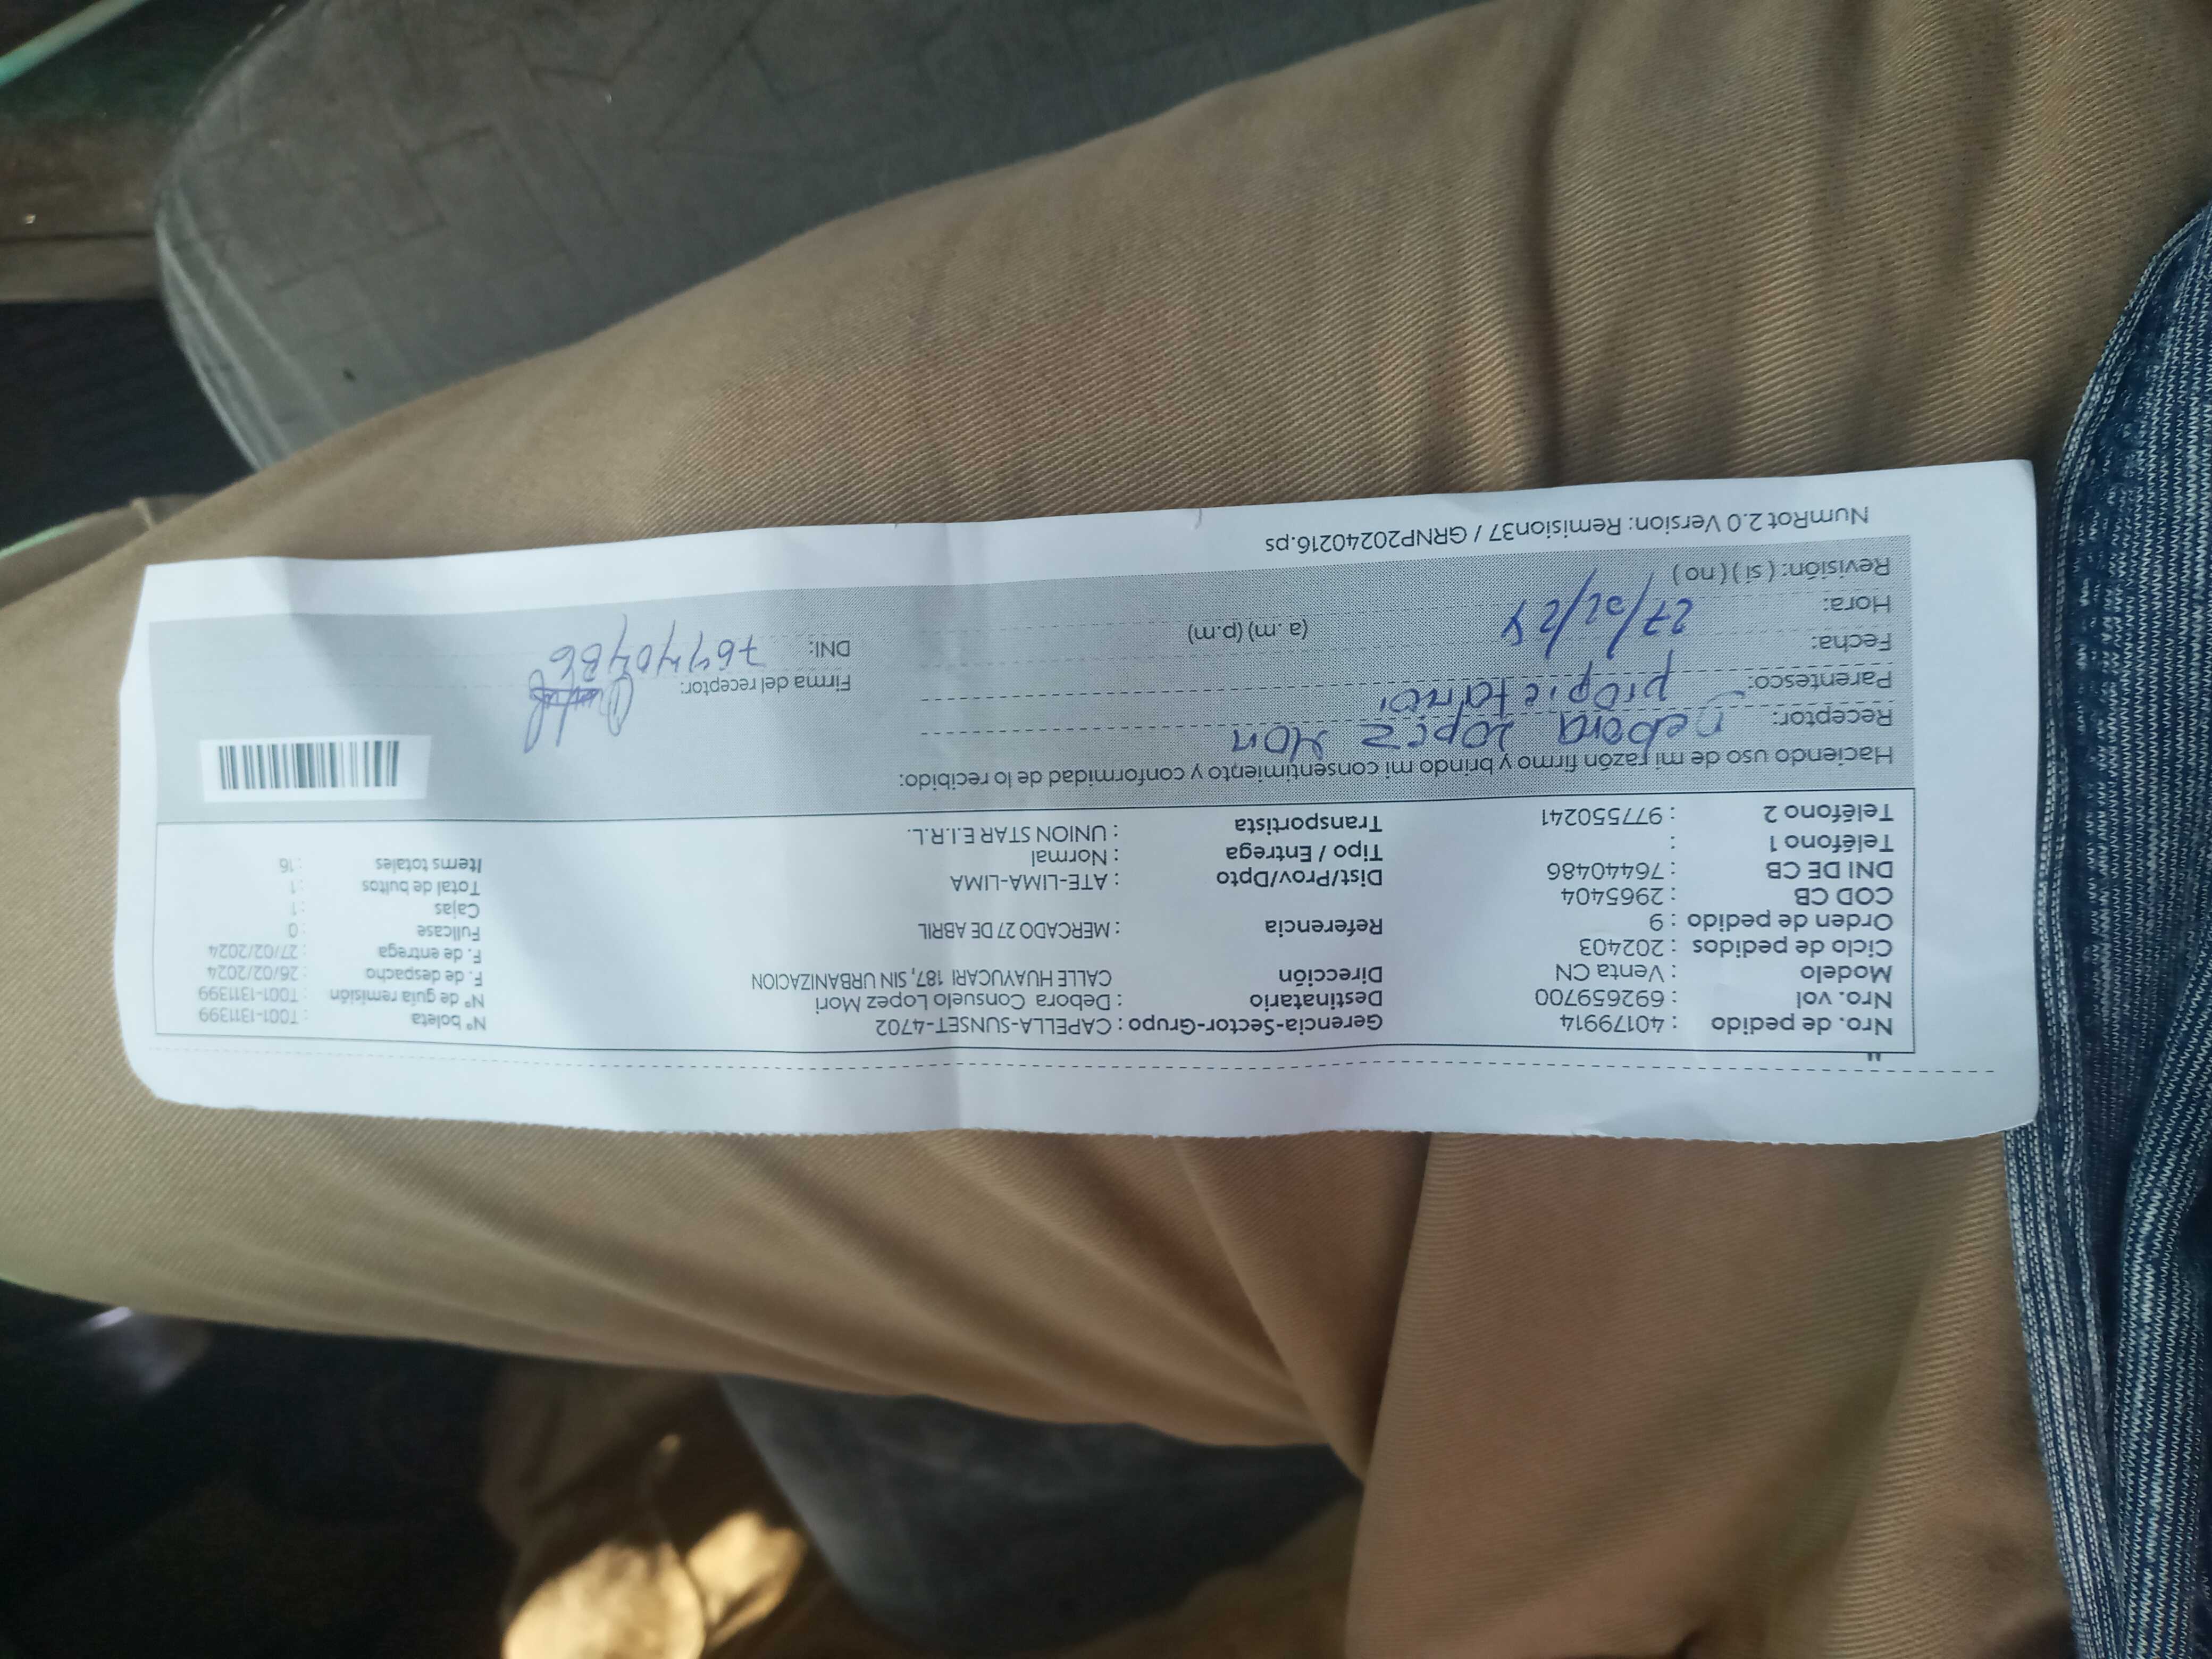 Nro. de pedido : 40179914 Gerencia-Sector-Grupo : CAPELLA-SUNSET-4702 N° boleta : T001-1311399
Nro. vol : 692659700 Destinatario : Debora Consuelo Lopez Mori N° de guía remisión : T001-1311399
Modelo : Venta CN Dirección CALLE HUAYUCARI 187, SIN URBANIZACION F. de despacho : 26/02/2024
Ciclo de pedidos : 202403 F. de entrega : 27/02/2024
Orden de pedido : 9 Referencia : MERCADO 27 DE ABRIL Fullcase : 0
COD CB : 2965404 Cajas : 1
DNI DE CB : 76440486 Dist/Prov/Dpto : ATE-LIMA-LIMA Total de bultos : 1
Teléfono 1 : Tipo / Entrega : Normal Items totales : 16
Teléfono 2 : 977550241 Transportista : UNION STAR E.I.R.L.
Haciendo uso de mi razón firmo y brindo mi consentimiento y conformidad de lo recibido:
Receptor: Debora Lopez Mori
Parentesco: propietario Firma del receptor:
Fecha: 27/02/24 DNI: 76440486
Hora: (a .m) (p.m)
Revisión: ( si ) ( no )
NumRot 2.0 Version: Remision37 / GRNP20240216.ps